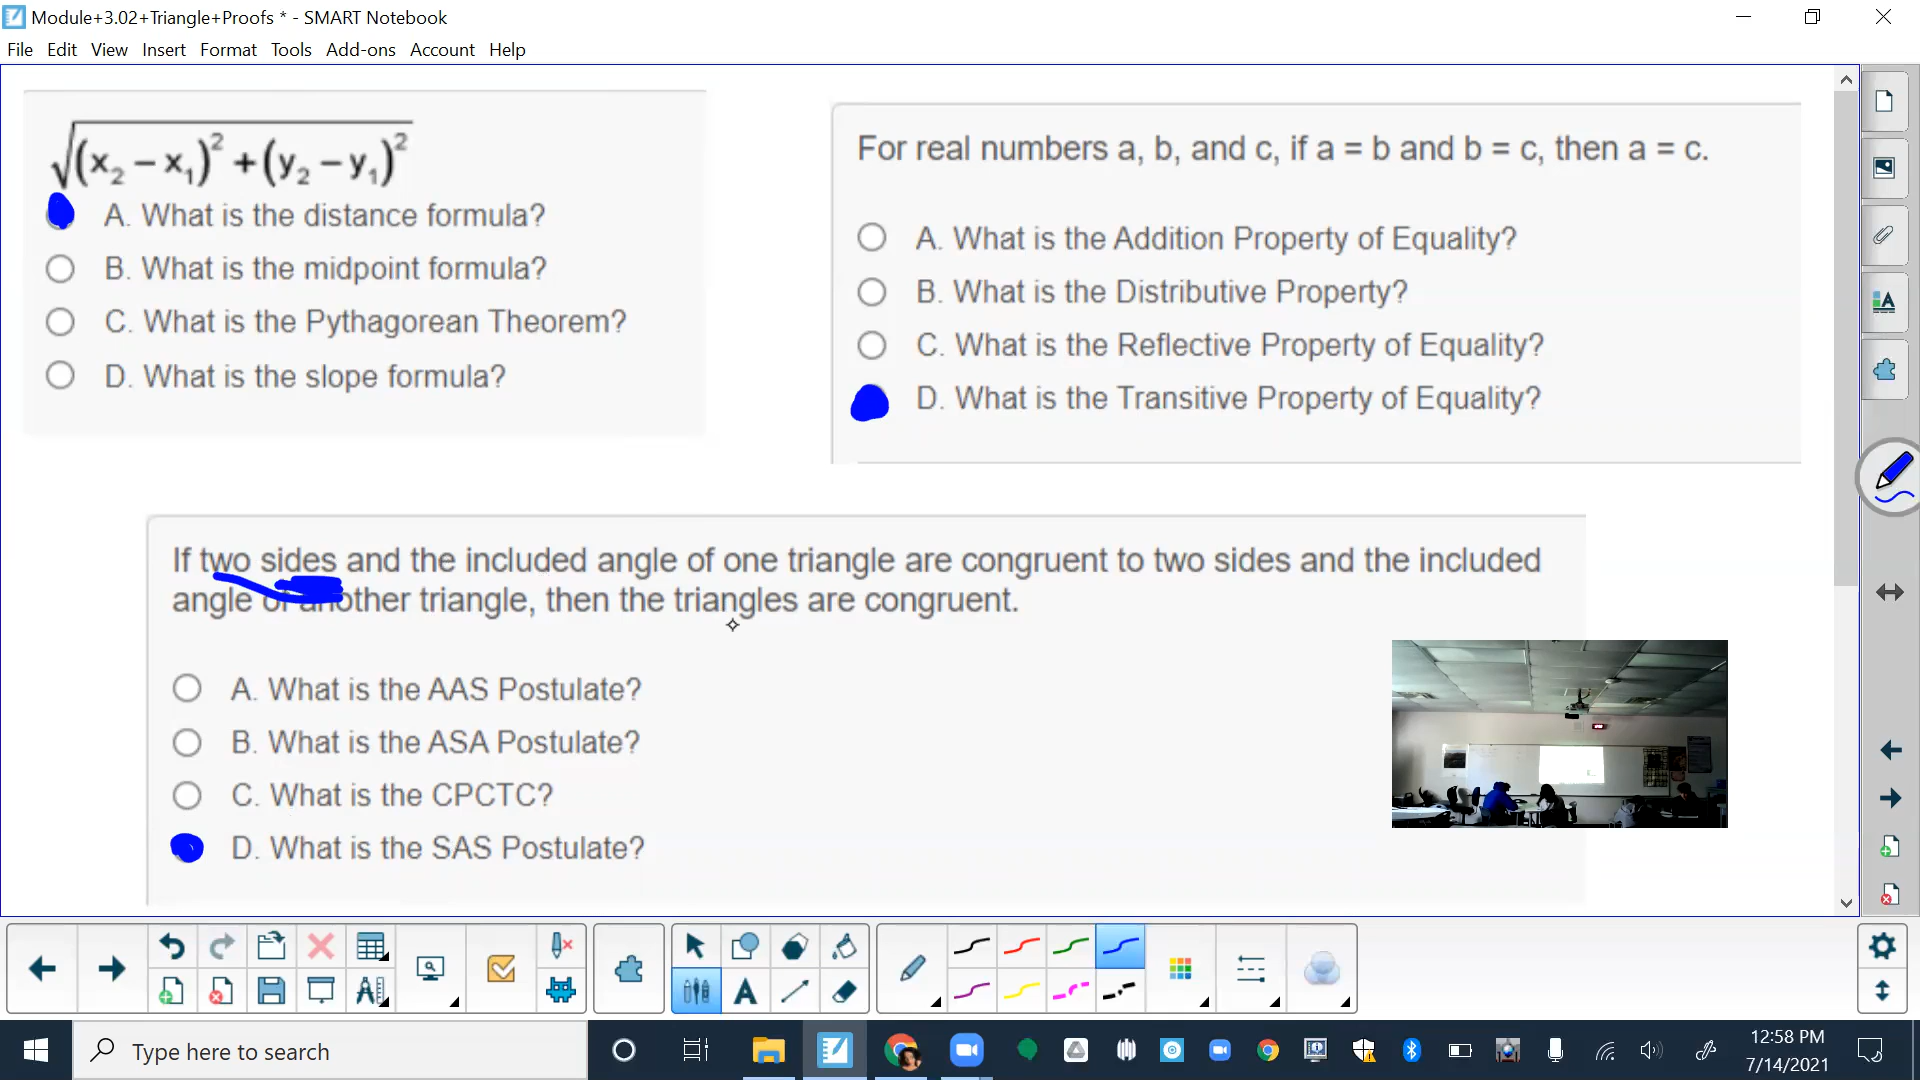 Module+3.02+Triangle+Proofs * - SMART Notebook
File Edit View Insert Format Tools Add-ons Account Help
√(x₂ − x₁)² + (y₂ − y₁)²
A. What is the distance formula?
B. What is the midpoint formula?
C. What is the Pythagorean Theorem?
D. What is the slope formula?
For real numbers a, b, and c, if a = b and b = c, then a = c.
A. What is the Addition Property of Equality?
B. What is the Distributive Property?
C. What is the Reflective Property of Equality?
D. What is the Transitive Property of Equality?
If two sides and the included angle of one triangle are congruent to two sides and the included
angle of another triangle, then the triangles are congruent.
A. What is the AAS Postulate?
B. What is the ASA Postulate?
C. What is the CPCTC?
D. What is the SAS Postulate?
Type here to search
12:58 PM
7/14/2021